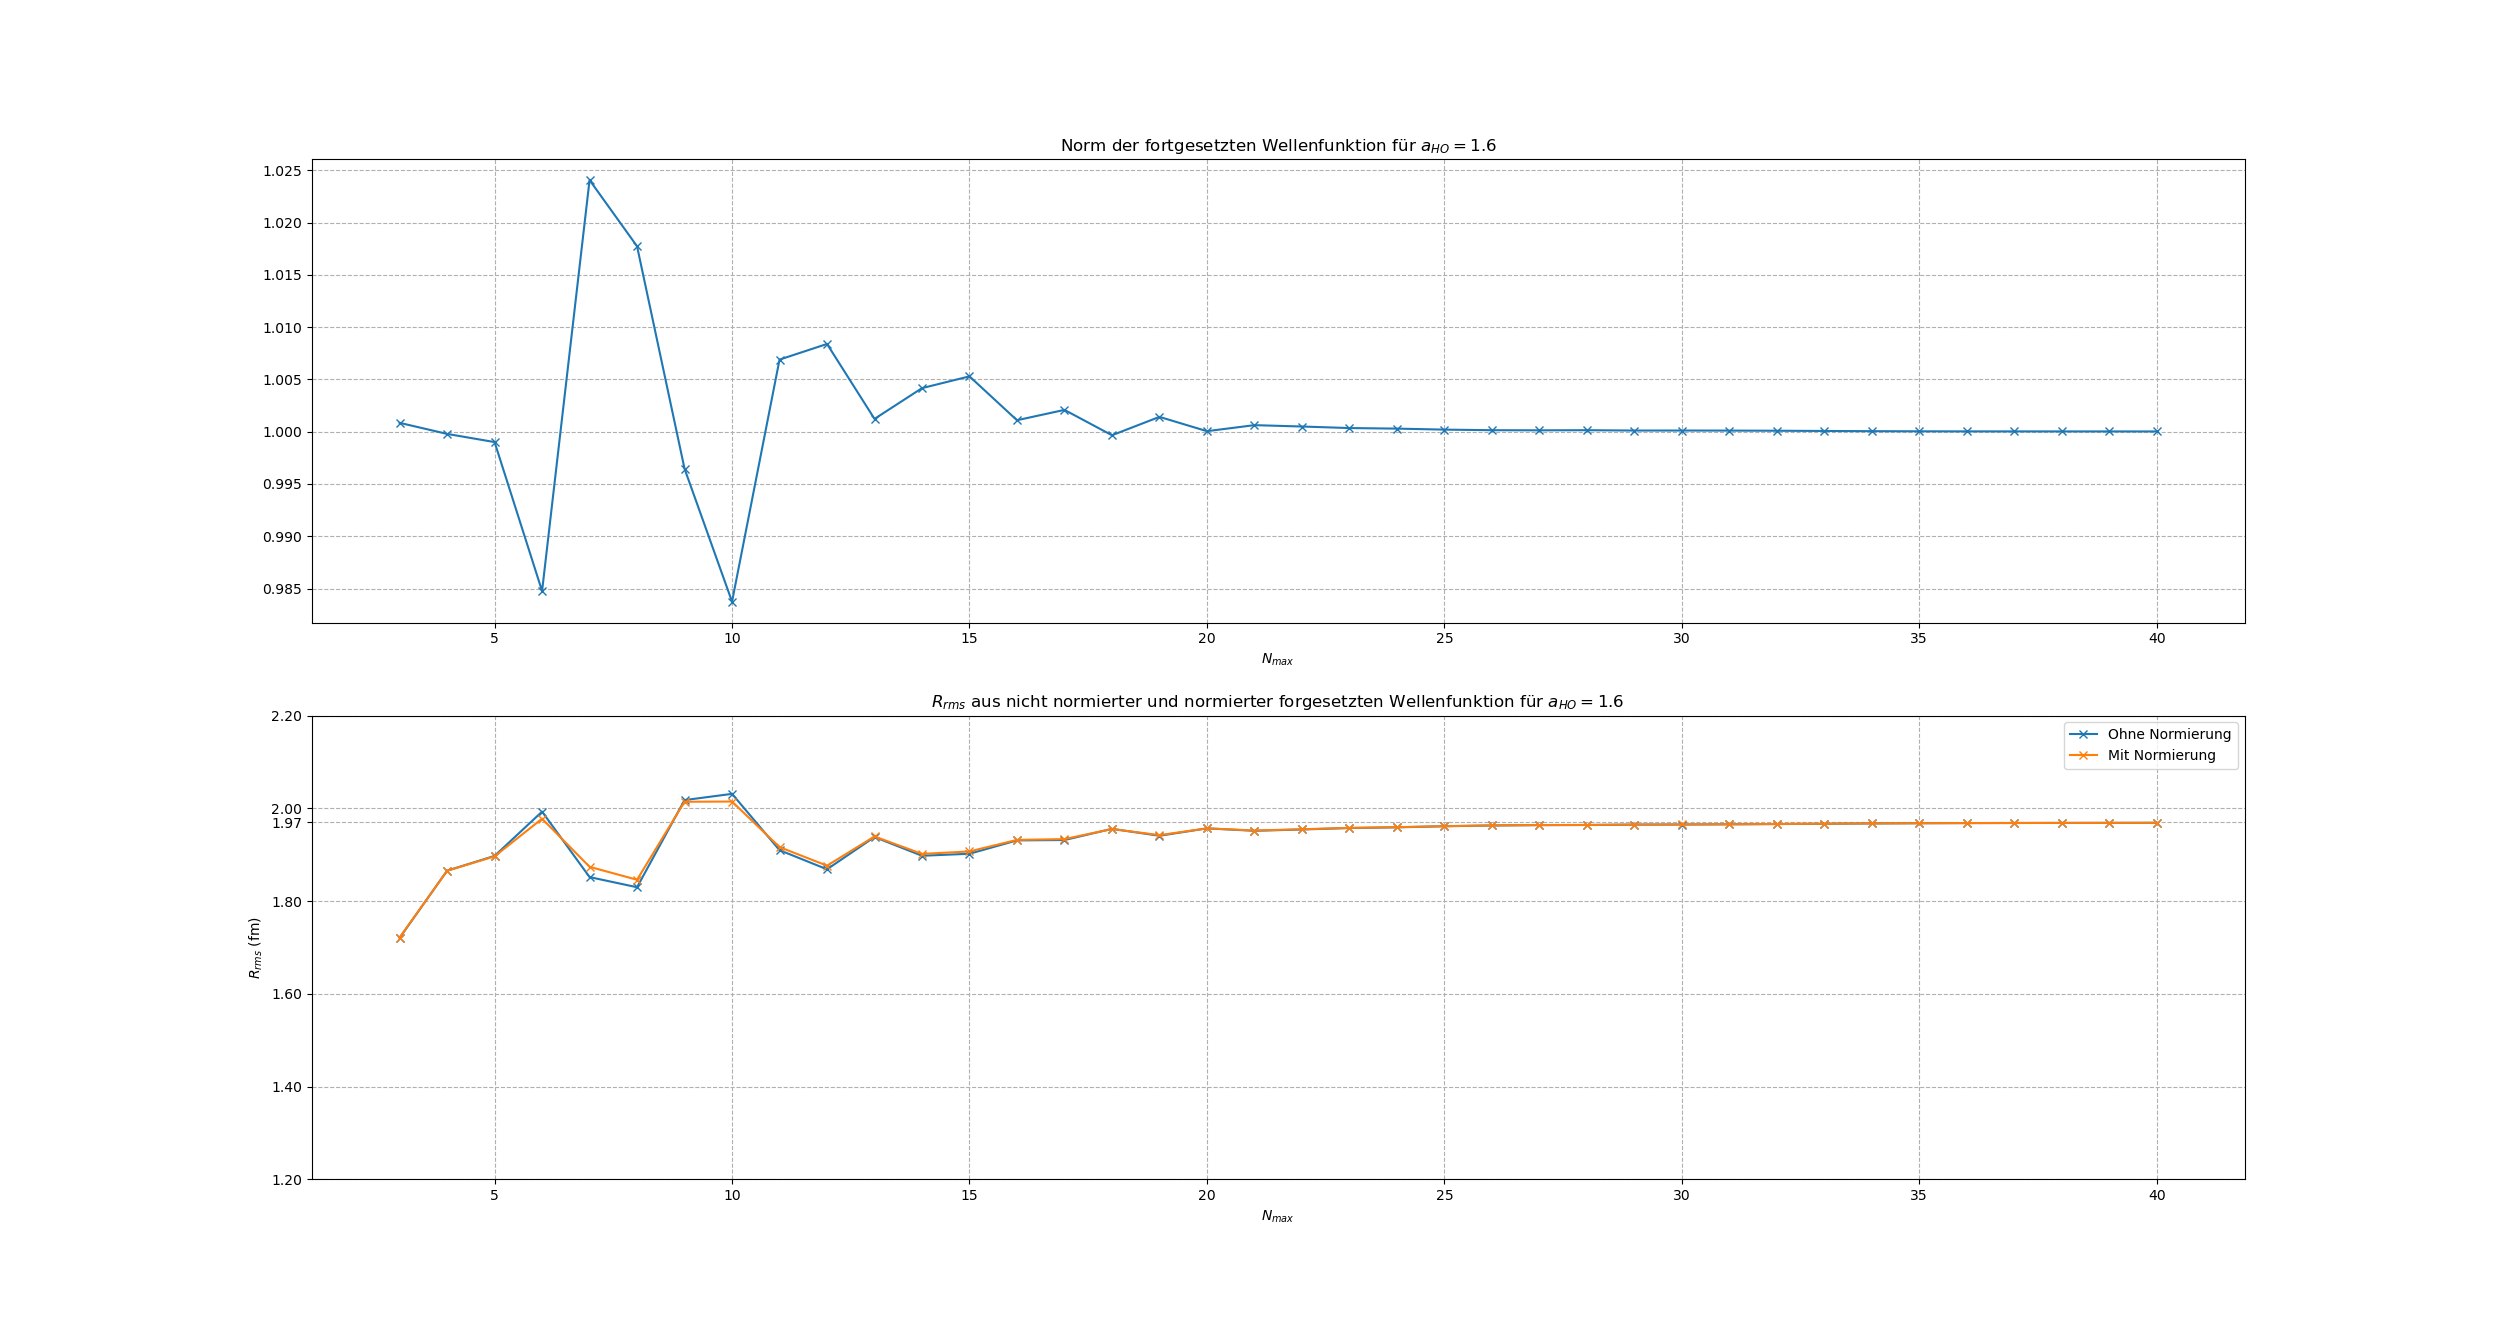 Norm der fortgesetzten Wellenfunktion für $a_{HO} = 1.6$
1.025
1.020
1.015
1.010
1.005
1.000
0.995
0.990
0.985
5 10 15 20 25 30 35 40
$N_{max}$
$R_{rms}$ aus nicht normierter und normierter forgesetzten Wellenfunktion für $a_{HO} = 1.6$
2.20
2.00
1.97
1.80
1.60
1.40
1.20
$R_{rms}$ (fm)
Ohne Normierung
Mit Normierung
5 10 15 20 25 30 35 40
$N_{max}$